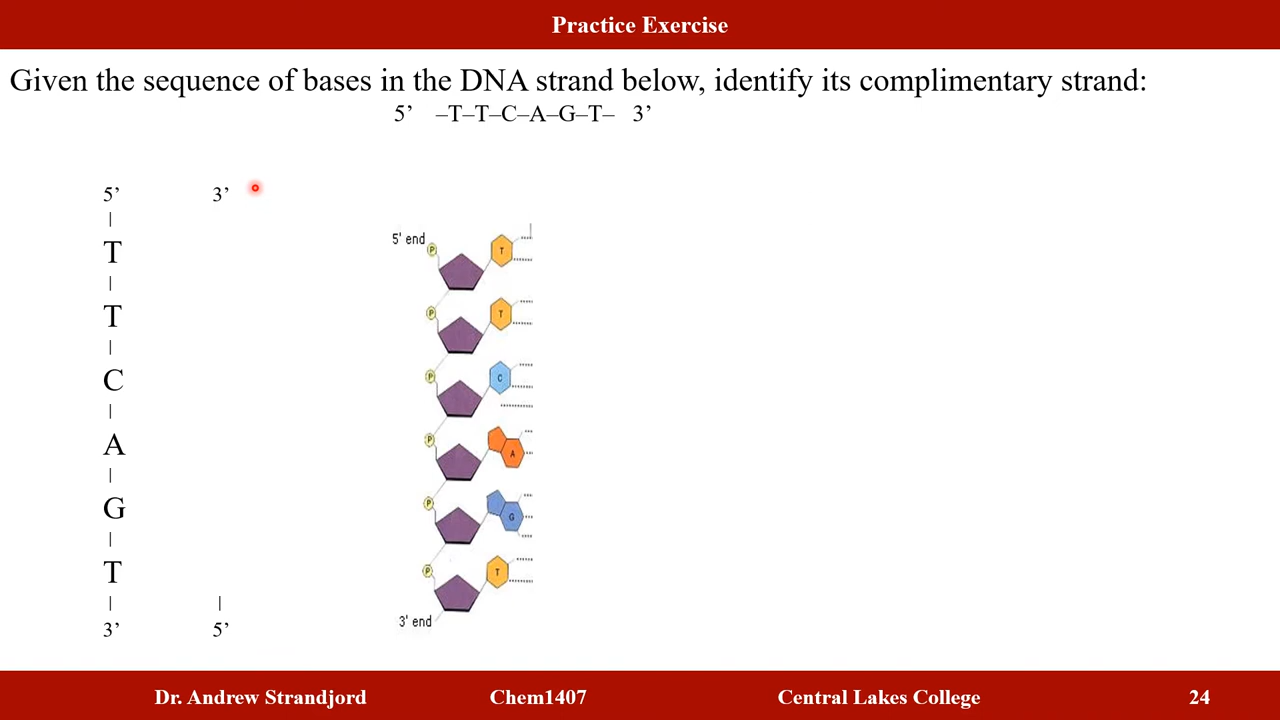 Practice Exercise
Given the sequence of bases in the DNA strand below, identify its complimentary strand:
5’ –T–T–C–A–G–T– 3’
5’ 3’
|
T
|
T
|
C
|
A
|
G
|
T
| |
3’ 5’
5' end
P T
P T
P C
P A
P G
P T
3' end
Dr. Andrew Strandjord Chem1407 Central Lakes College 24